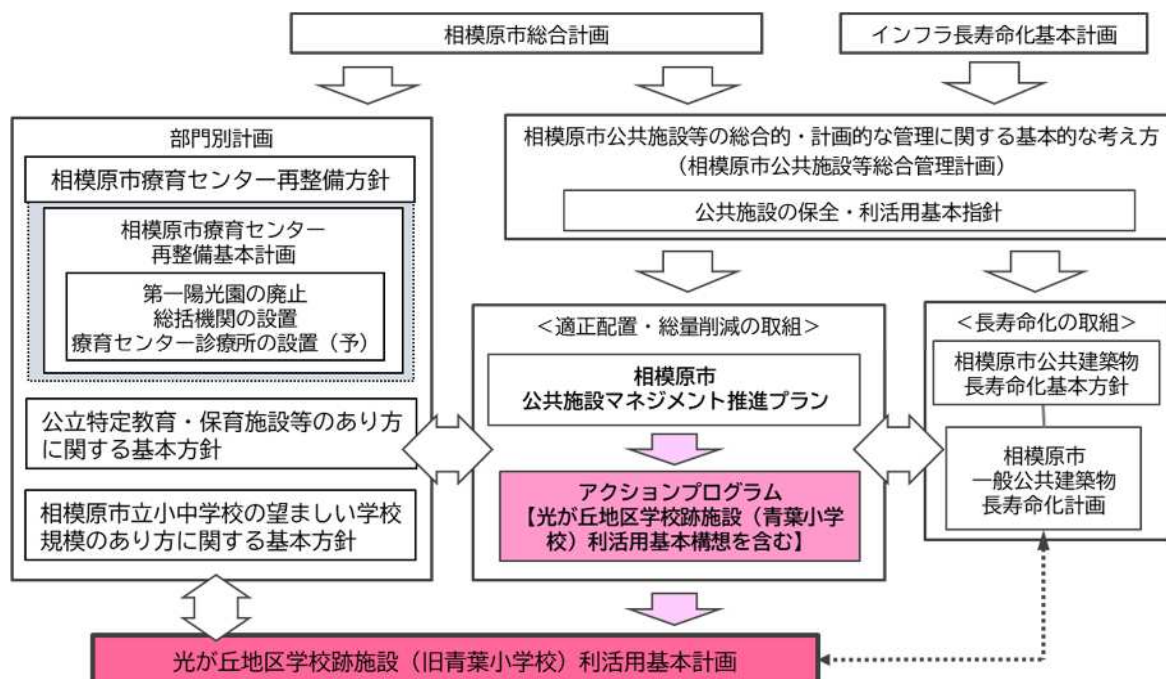 相模原市総合計画
インフラ長寿命化基本計画
部門別計画
相模原市療育センター再整備方針
相模原市療育センター
再整備基本計画
第一陽光園の廃止
総括機関の設置
療育センター診療所の設置（予）
公立特定教育・保育施設等のあり方
に関する基本方針
相模原市立小中学校の望ましい学校
規模のあり方に関する基本方針
相模原市公共施設等の総合的・計画的な管理に関する基本的な考え方
（相模原市公共施設等総合管理計画）
公共施設の保全・利活用基本指針
＜適正配置・総量削減の取組＞
相模原市
公共施設マネジメント推進プラン
アクションプログラム
【光が丘地区学校跡施設（青葉小学
校）利活用基本構想を含む】
＜長寿命化の取組＞
相模原市公共建築物
長寿命化基本方針
相模原市
一般公共建築物
長寿命化計画
光が丘地区学校跡施設（旧青葉小学校）利活用基本計画